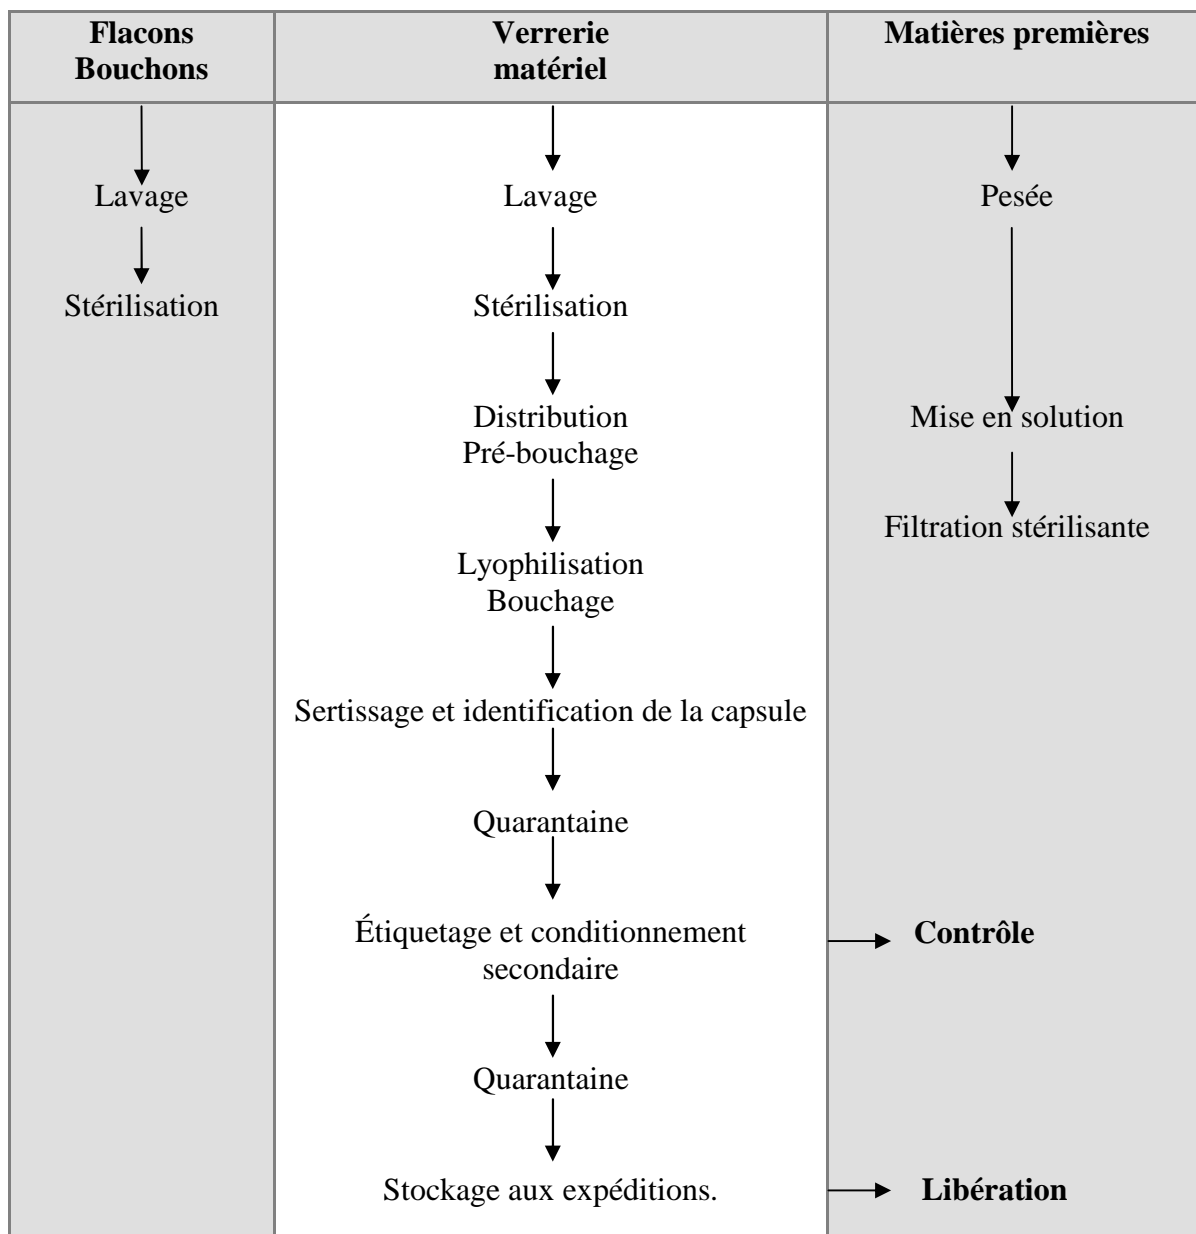 Flacons
Bouchons
Verrerie
matériel
Matières premières
Lavage
Lavage
Pesée
Stérilisation
Stérilisation
Distribution
Pré-bouchage
Mise en solution
Filtration stérilisante
Lyophilisation
Bouchage
Sertissage et identification de la capsule
Quarantaine
Étiquetage et conditionnement
secondaire
Contrôle
Quarantaine
Stockage aux expéditions.
Libération